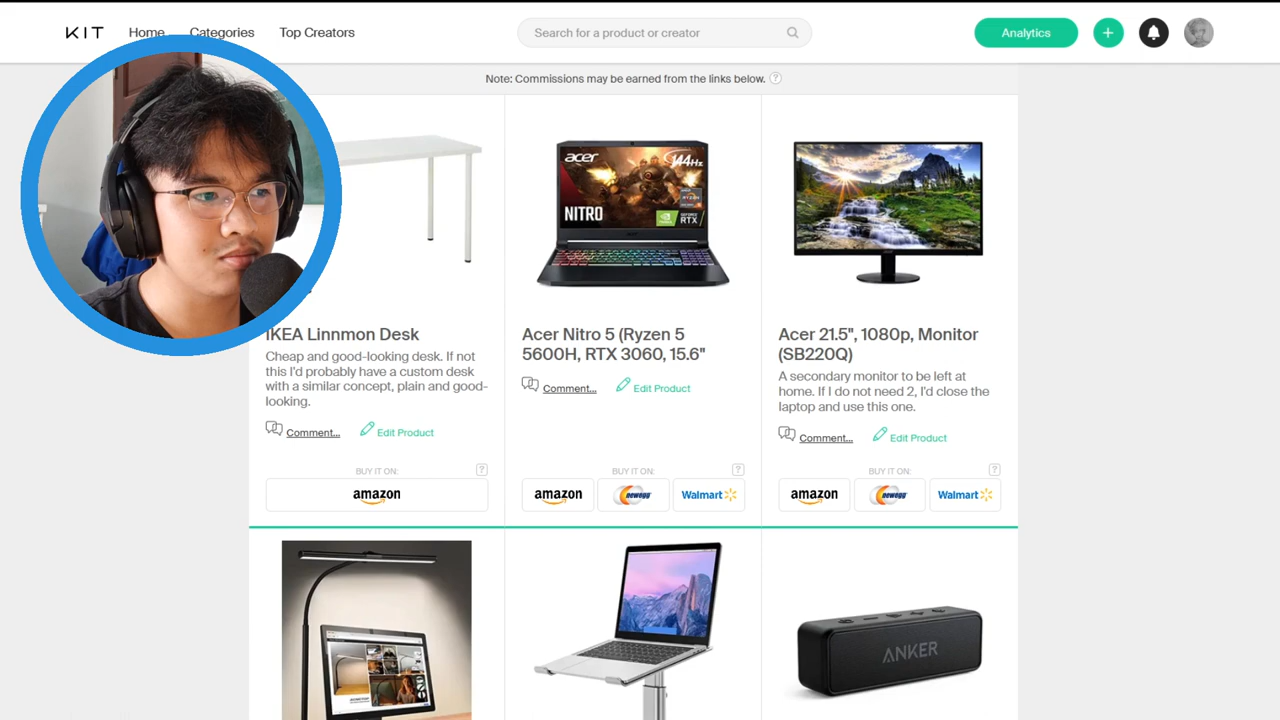 KIT Home Categories Top Creators Search for a product or creator Analytics +
Note: Commissions may be earned from the links below. ?
acer 144Hz
NITRO
RYZEN
GEFORCE
RTX
IKEA Linnmon Desk
Cheap and good-looking desk. If not
this I'd probably have a custom desk
with a similar concept, plain and good-
looking.
Comment... Edit Product
BUY IT ON: ?
amazon
Acer Nitro 5 (Ryzen 5
5600H, RTX 3060, 15.6"
Comment... Edit Product
BUY IT ON: ?
amazon newegg Walmart
Acer 21.5", 1080p, Monitor
(SB220Q)
A secondary monitor to be left at
home. If I do not need 2, I'd close the
laptop and use this one.
Comment... Edit Product
BUY IT ON: ?
amazon newegg Walmart
ANKER